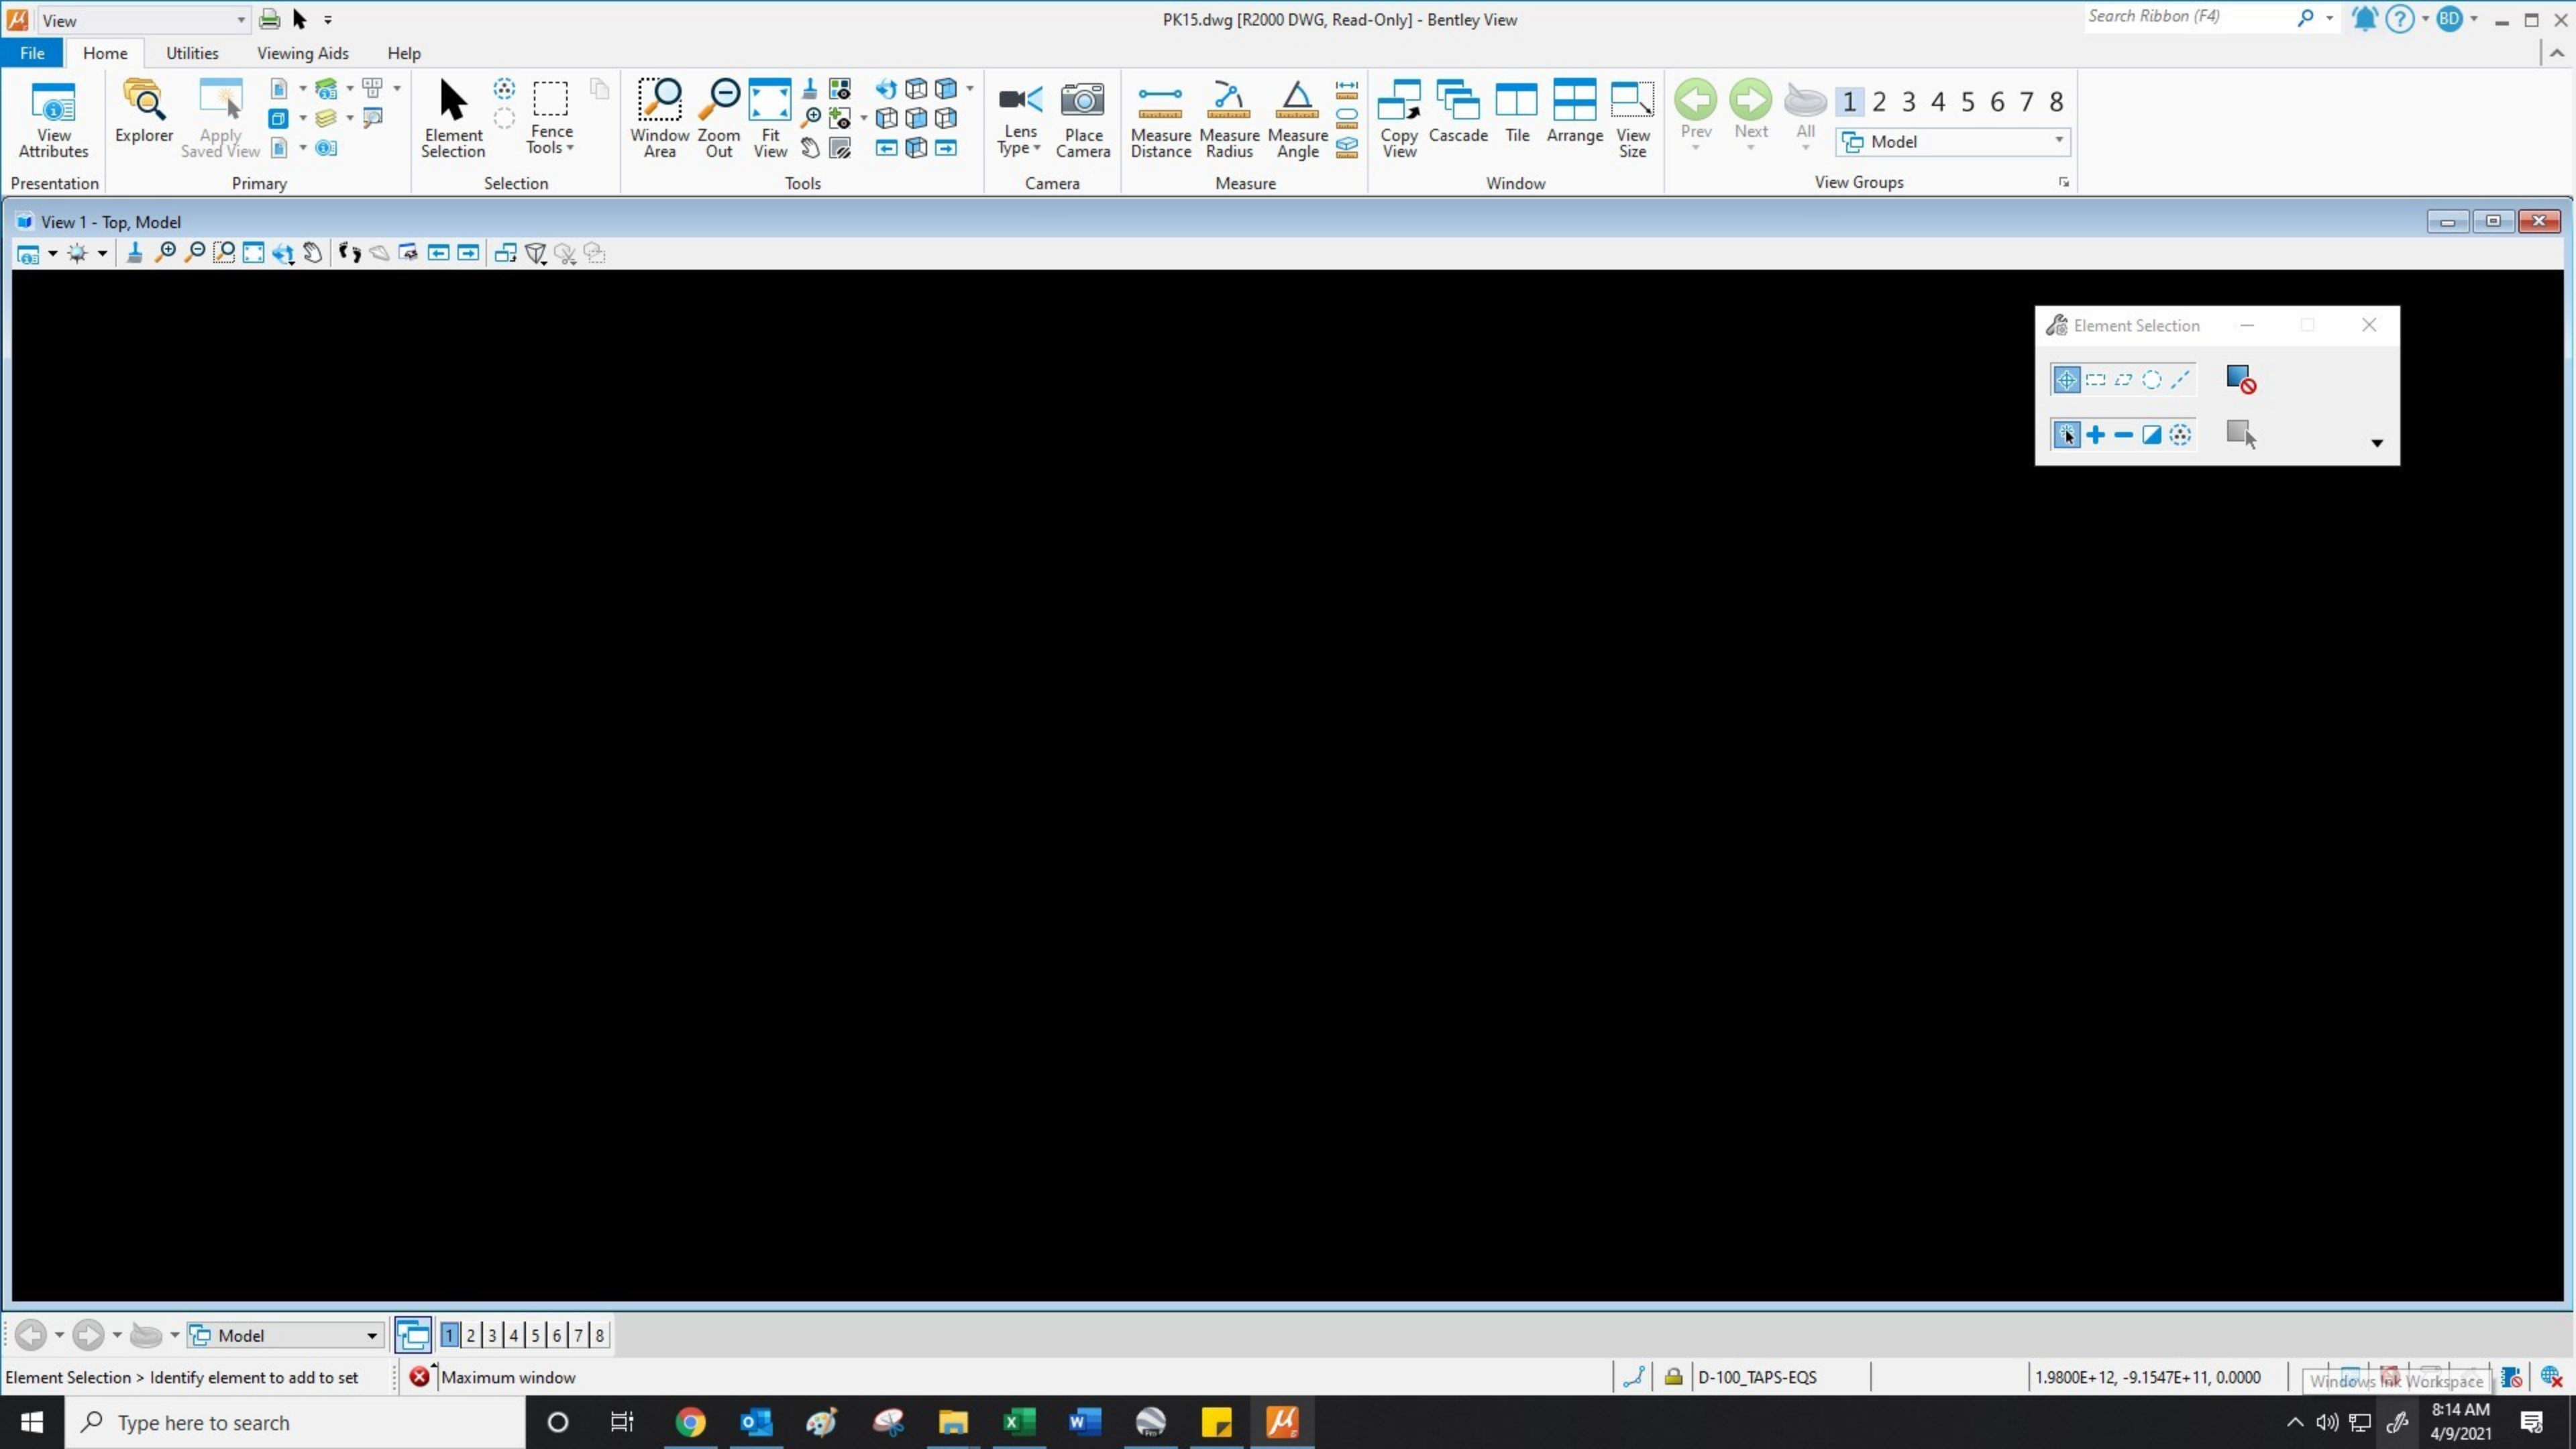 View
PK15.dwg [R2000 DWG, Read-Only] - Bentley View
Search Ribbon (F4)
BD
File Home Utilities Viewing Aids Help
View Attributes
Explorer
Apply Saved View
Element Selection
Fence Tools
Window Area
Zoom Out
Fit View
Lens Type
Place Camera
Measure Distance
Measure Radius
Measure Angle
Copy View
Cascade
Tile
Arrange
View Size
Prev
Next
All
1 2 3 4 5 6 7 8
Model
Presentation Primary Selection Tools Camera Measure Window View Groups
View 1 - Top, Model
Element Selection
Model
1 2 3 4 5 6 7 8
Element Selection > Identify element to add to set
Maximum window
D-100_TAPS-EQS
1.9800E+12, -9.1547E+11, 0.0000
Windows Ink Workspace
Type here to search
8:14 AM
4/9/2021